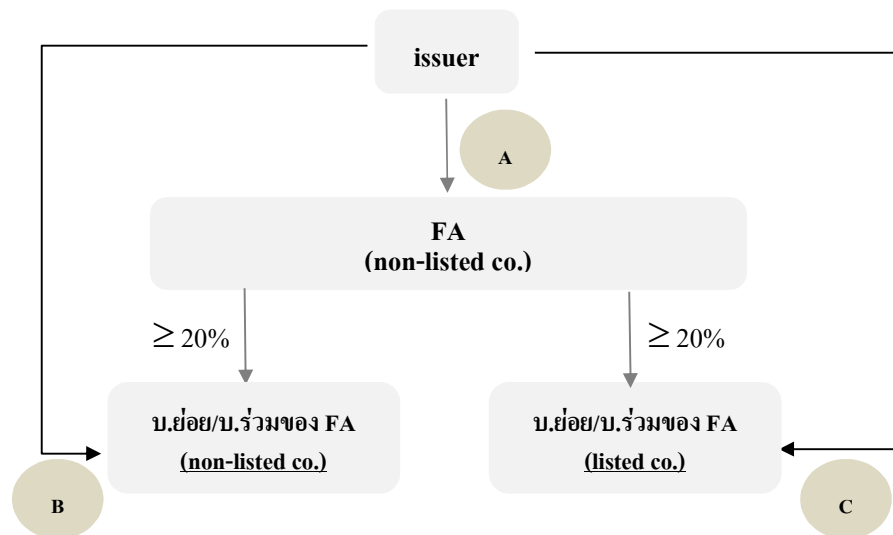 issuer
A
FA
(non-listed co.)
≥ 20%
≥ 20%
บ.ย่อย/บ.ร่วมของ FA
(non-listed co.)
บ.ย่อย/บ.ร่วมของ FA
(listed co.)
B
C